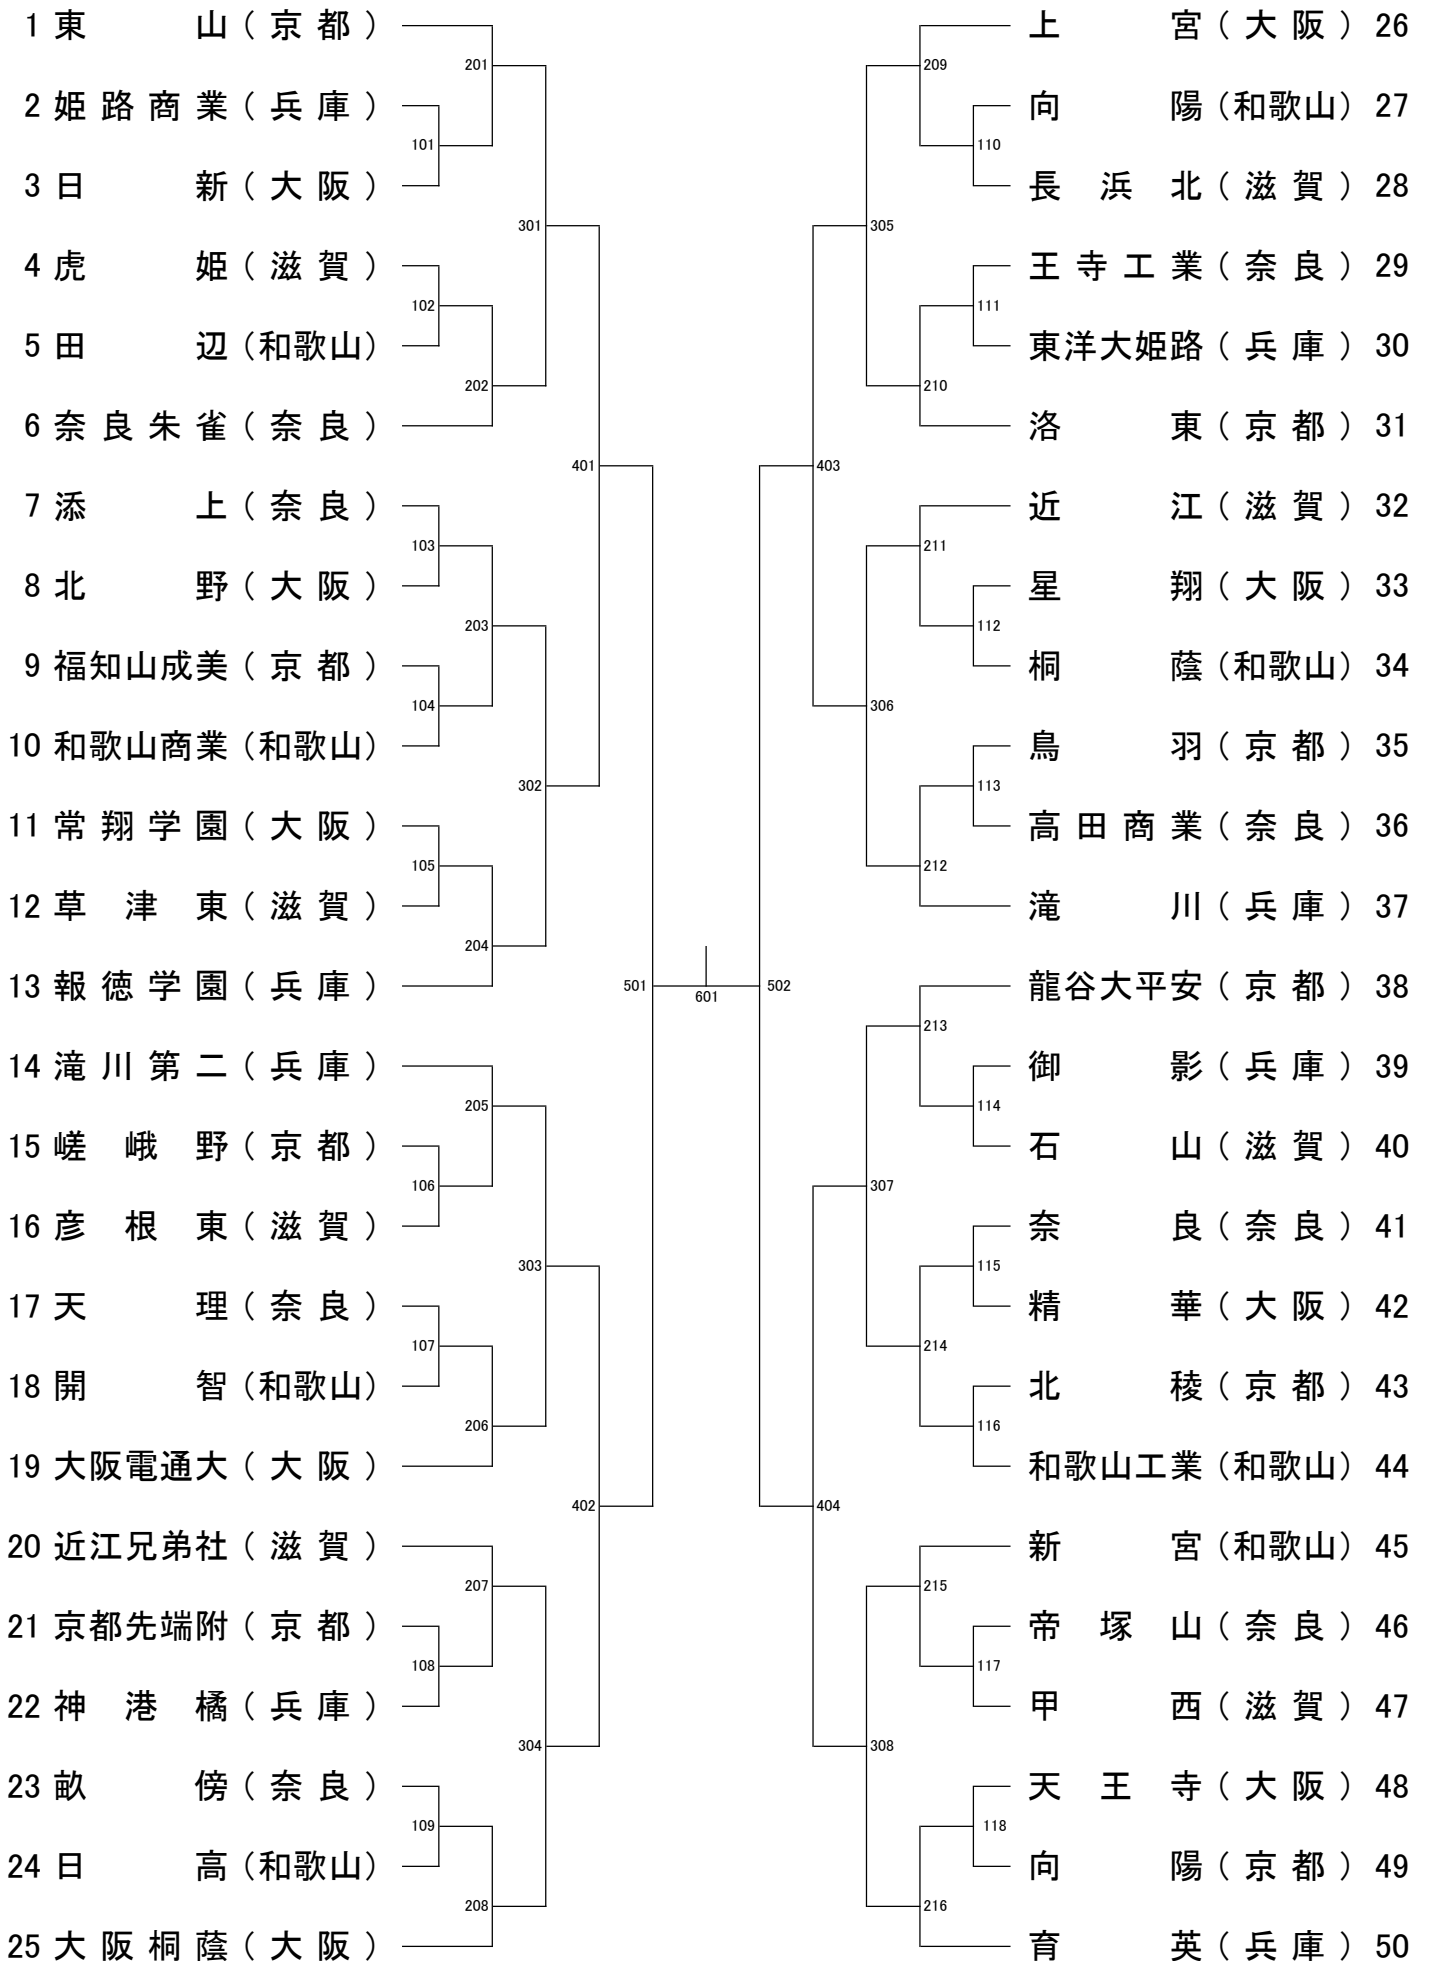 1 東山(京都)
2 姫路商業(兵庫)
3 日新(大阪)
4 虎姫(滋賀)
5 田辺(和歌山)
6 奈良朱雀(奈良)
7 添上(奈良)
8 北野(大阪)
9 福知山成美(京都)
10 和歌山商業(和歌山)
11 常翔学園(大阪)
12 草津東(滋賀)
13 報徳学園(兵庫)
14 滝川第二(兵庫)
15 嵯峨野(京都)
16 彦根東(滋賀)
17 天理(奈良)
18 開智(和歌山)
19 大阪電通大(大阪)
20 近江兄弟社(滋賀)
21 京都先端附(京都)
22 神港橘(兵庫)
23 畝傍(奈良)
24 日高(和歌山)
25 大阪桐蔭(大阪)
101
102
103
104
105
106
107
108
109
201
202
203
204
205
206
207
208
301
302
303
304
401
402
501
601
502
403
404
305
306
307
308
209
210
211
212
213
214
215
216
110
111
112
113
114
115
116
117
118
上宮(大阪) 26
向陽(和歌山) 27
長浜北(滋賀) 28
王寺工業(奈良) 29
東洋大姫路(兵庫) 30
洛東(京都) 31
近江(滋賀) 32
星翔(大阪) 33
桐蔭(和歌山) 34
鳥羽(京都) 35
高田商業(奈良) 36
滝川(兵庫) 37
龍谷大平安(京都) 38
御影(兵庫) 39
石山(滋賀) 40
奈良(奈良) 41
精華(大阪) 42
北稜(京都) 43
和歌山工業(和歌山) 44
新宮(和歌山) 45
帝塚山(奈良) 46
甲西(滋賀) 47
天王寺(大阪) 48
向陽(京都) 49
育英(兵庫) 50